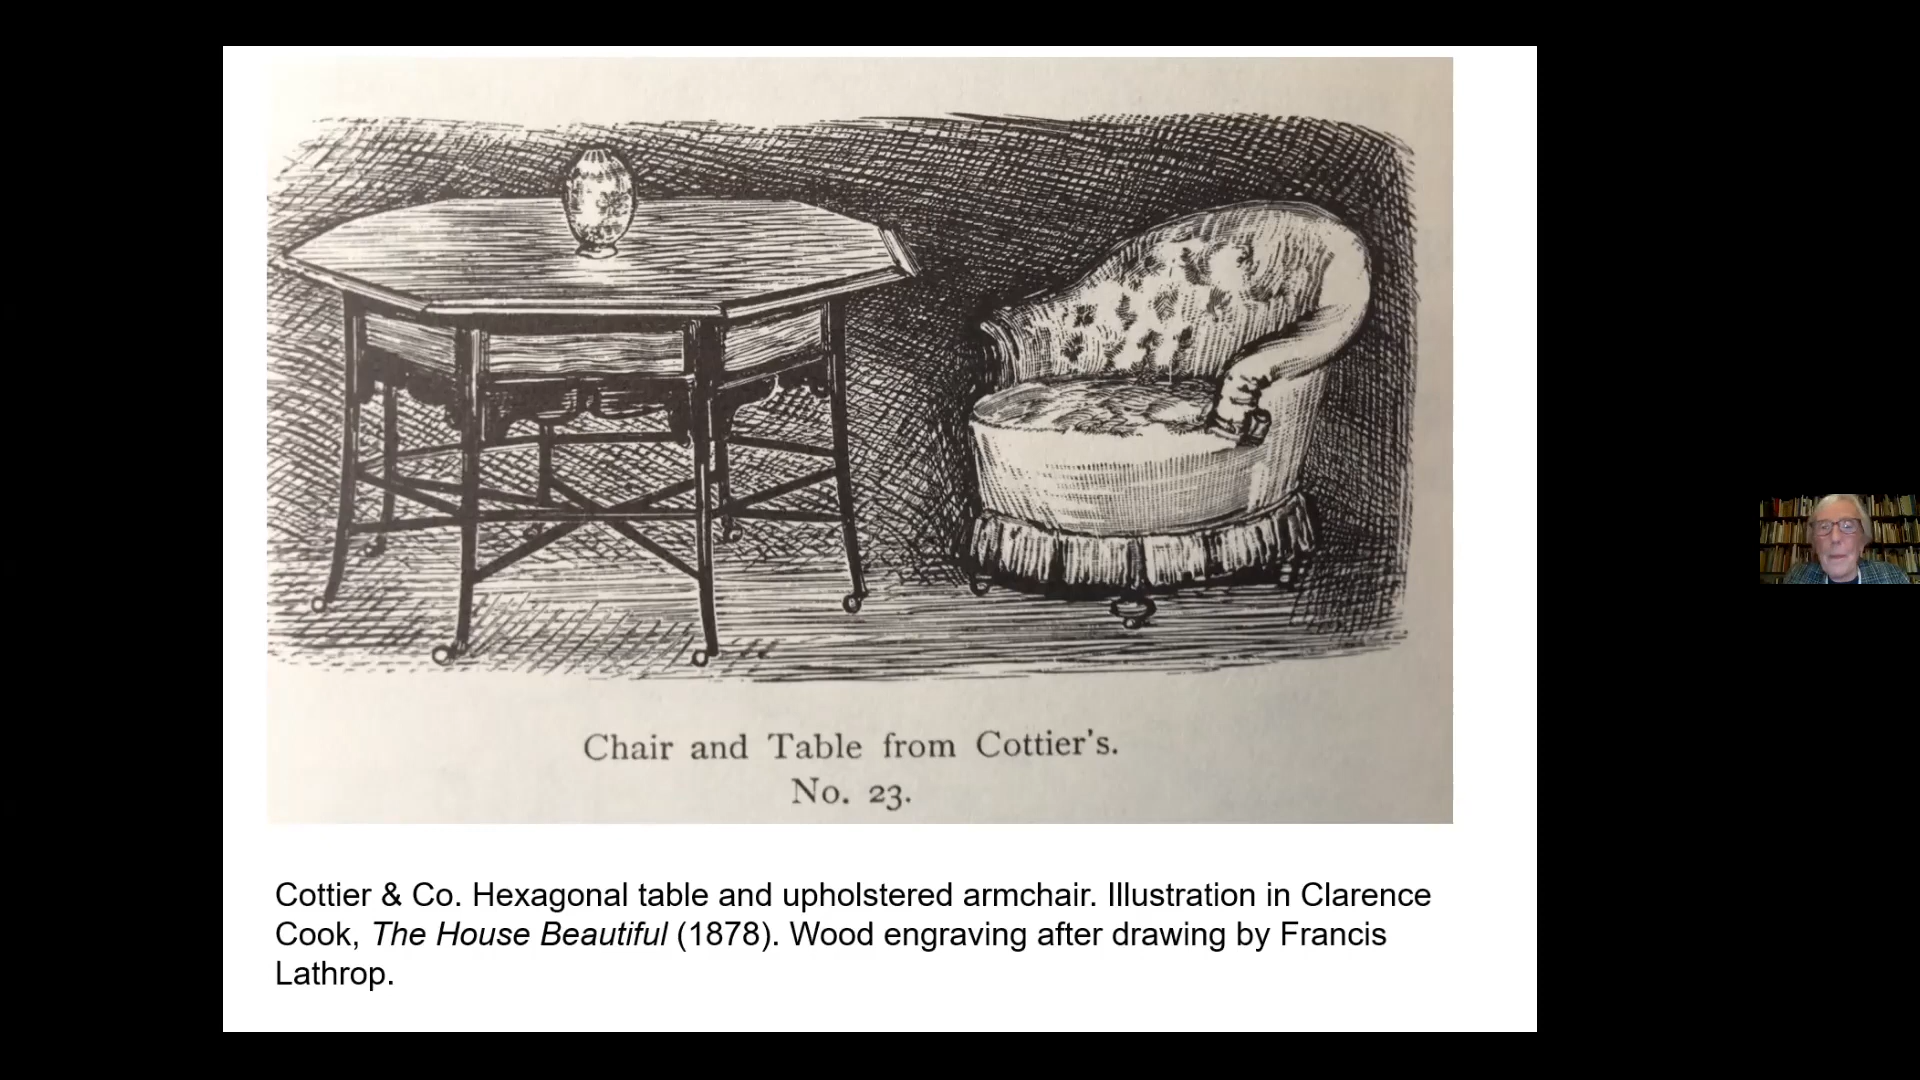 Chair and Table from Cottier's.
No. 23.
Cottier & Co. Hexagonal table and upholstered armchair. Illustration in Clarence
Cook, The House Beautiful (1878). Wood engraving after drawing by Francis
Lathrop.